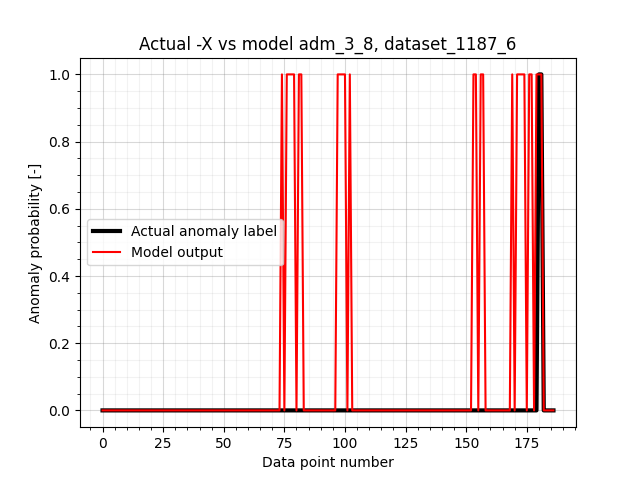 Actual -X vs model adm_3_8, dataset_1187_6
Anomaly probability [-]
1.0
0.8
0.6
0.4
0.2
0.0
Actual anomaly label
Model output
0 25 50 75 100 125 150 175
Data point number